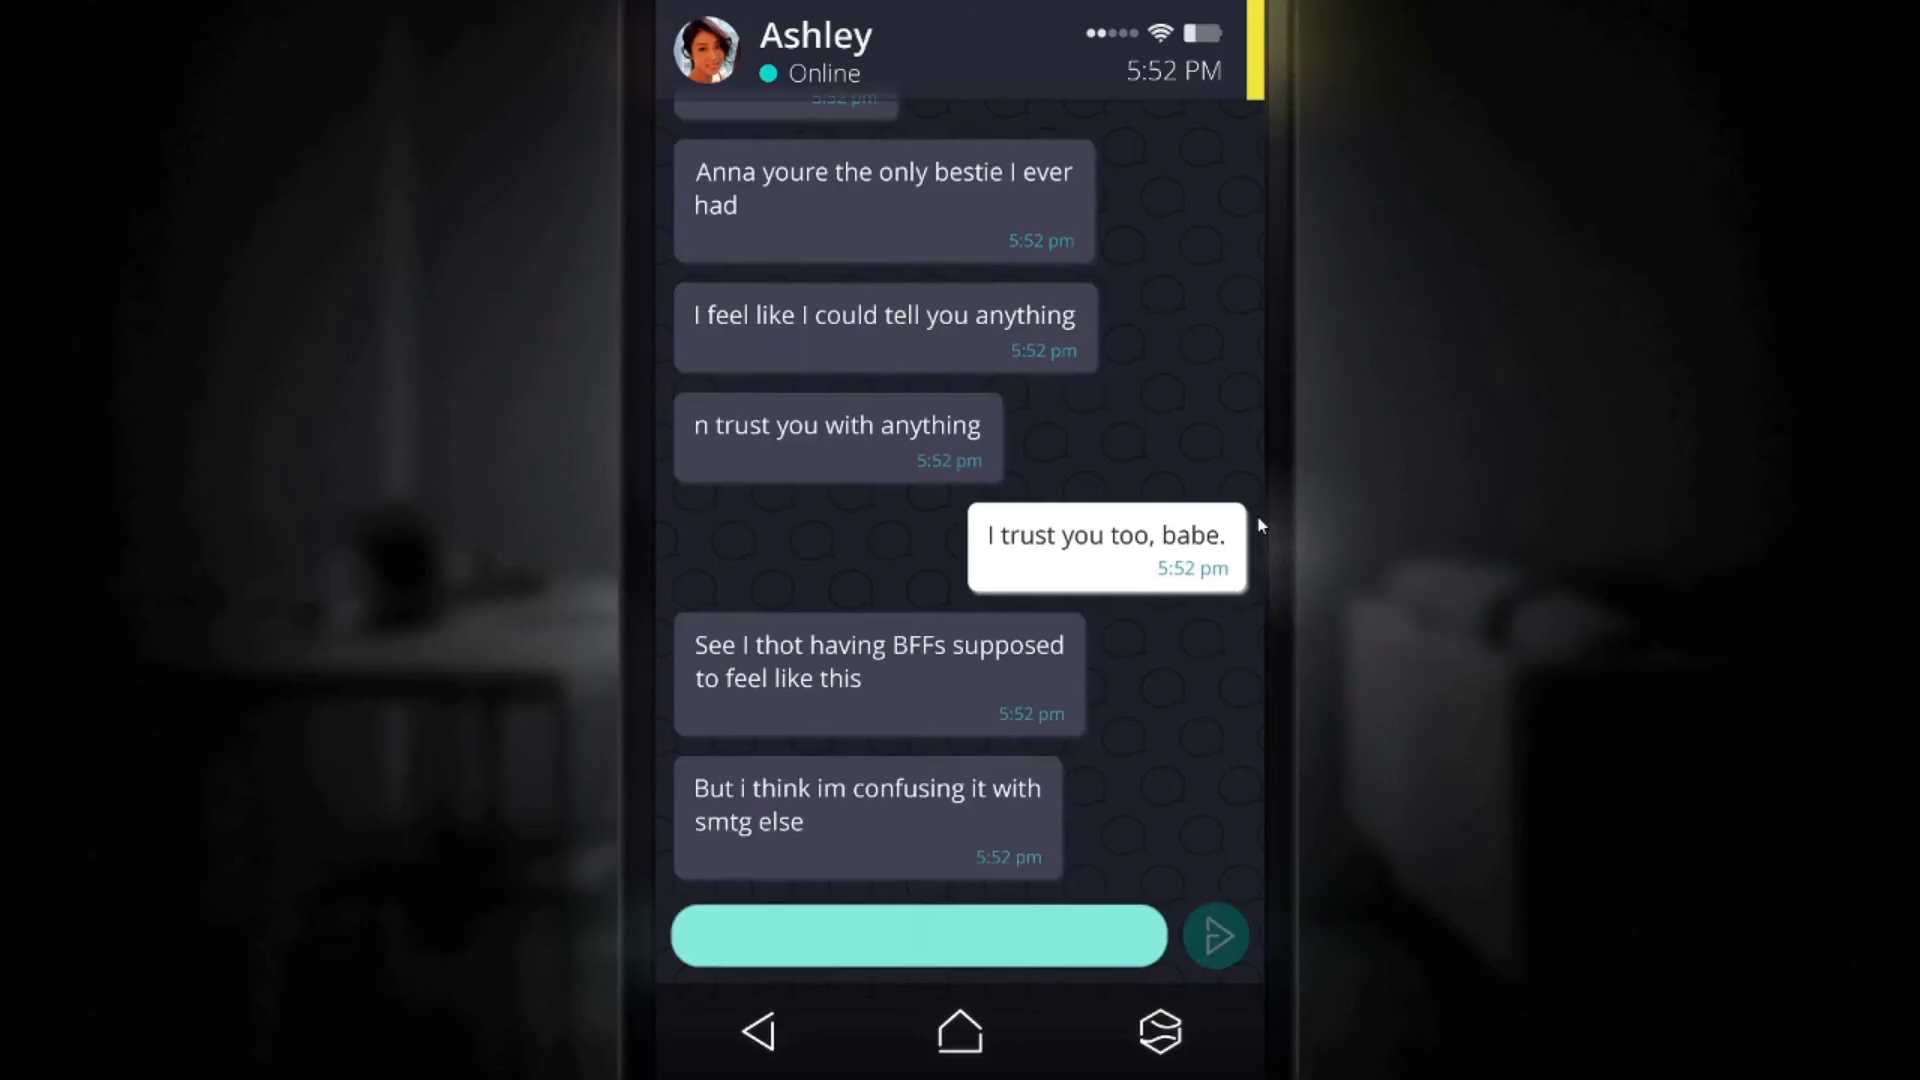 Ashley
Online
5:52 PM
5:52 pm
Anna youre the only bestie I ever
had
5:52 pm
I feel like I could tell you anything
5:52 pm
n trust you with anything
5:52 pm
I trust you too, babe.
5:52 pm
See I thot having BFFs supposed
to feel like this
5:52 pm
But i think im confusing it with
smtg else
5:52 pm